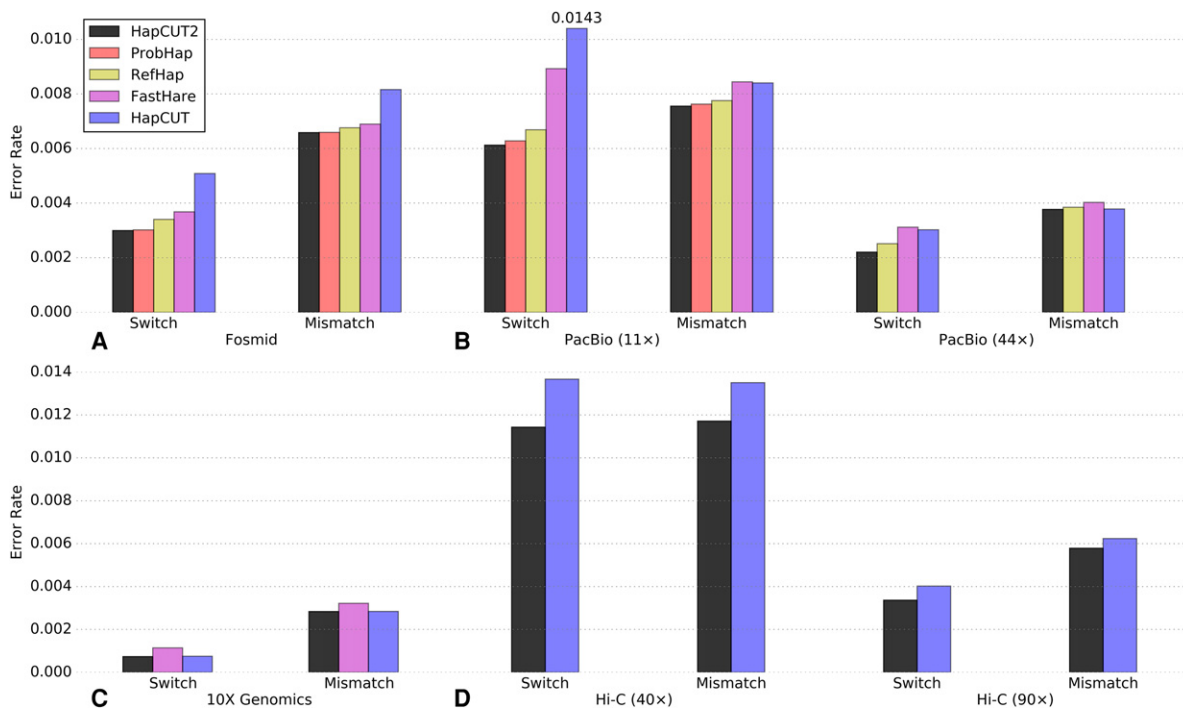 0.0143
0.010
0.008
0.006
0.004
0.002
0.000
Error Rate
HapCUT2
ProbHap
RefHap
FastHare
HapCUT
Switch
Mismatch
Switch
Mismatch
Switch
Mismatch
A
Fosmid
B
PacBio (11×)
PacBio (44×)
0.014
0.012
0.010
0.008
0.006
0.004
0.002
0.000
Error Rate
Switch
Mismatch
Switch
Mismatch
Switch
Mismatch
C
10X Genomics
D
Hi-C (40×)
Hi-C (90×)